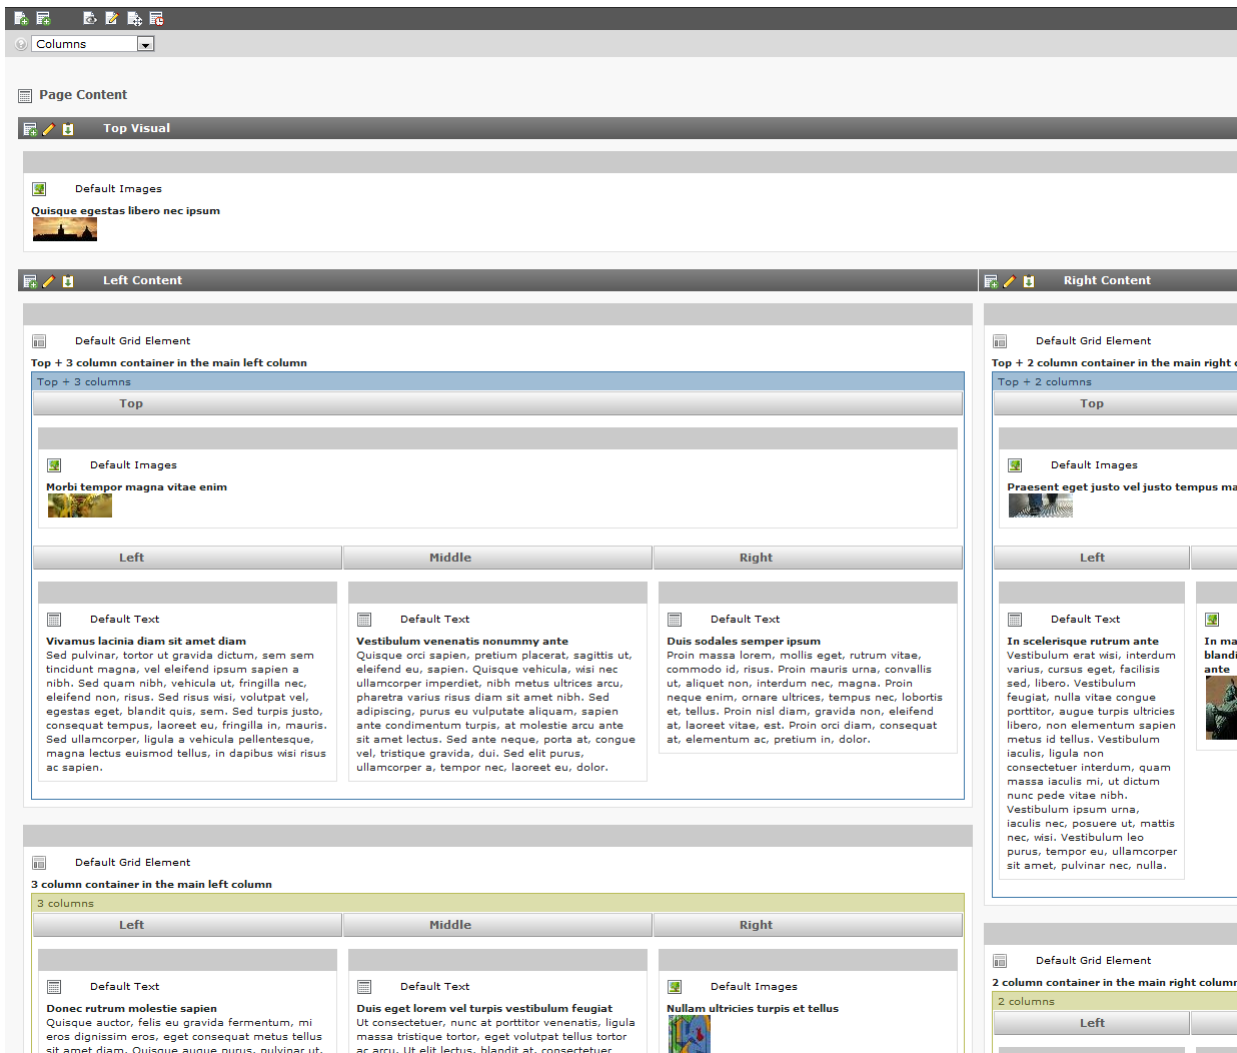 Columns
Page Content
Top Visual
Default Images
Quisque egestas libero nec ipsum
Left Content
Default Grid Element
Top + 3 column container in the main left column
Top + 3 columns
Top
Default Images
Morbi tempor magna vitae enim
Left Middle Right
Default Text
Vivamus lacinia diam sit amet diam
Sed pulvinar, tortor ut gravida dictum, sem sem
tincidunt magna, vel eleifend ipsum sapien a
nibh. Sed quam nibh, vehicula ut, fringilla nec,
eleifend non, risus. Sed risus wisi, volutpat vel,
egestas eget, blandit quis, sem. Sed turpis justo,
consequat tempus, laoreet eu, fringilla in, mauris.
Sed ullamcorper, ligula a vehicula pellentesque,
magna lectus euismod tellus, in dapibus wisi risus
ac sapien.
Default Text
Vestibulum venenatis nonummy ante
Quisque orci sapien, pretium placerat, sagittis ut,
eleifend eu, sapien. Quisque vehicula, wisi nec
ullamcorper imperdiet, nibh metus ultrices arcu,
pharetra varius risus diam sit amet nibh. Sed
adipiscing, purus eu vulputate aliquam, sapien
ante condimentum turpis, at molestie arcu ante
sit amet lectus. Sed ante neque, porta at, congue
vel, tristique gravida, dui. Sed elit purus,
ullamcorper a, tempor nec, laoreet eu, dolor.
Default Text
Duis sodales semper ipsum
Proin massa lorem, mollis eget, rutrum vitae,
commodo id, risus. Proin mauris urna, convallis
ut, aliquet non, interdum nec, magna. Proin
neque enim, ornare ultrices, tempus nec, lobortis
et, tellus. Proin nisl diam, gravida non, eleifend
at, laoreet vitae, est. Proin orci diam, consequat
at, elementum ac, pretium in, dolor.
Default Grid Element
3 column container in the main left column
3 columns
Left Middle Right
Default Text
Donec rutrum molestie sapien
Quisque auctor, felis eu gravida fermentum, mi
eros dignissim eros, eget consequat metus tellus
sit amet diam. Quisque augue purus, pulvinar ut,
Default Text
Duis eget lorem vel turpis vestibulum feugiat
Ut consectetuer, nunc at porttitor venenatis, ligula
massa tristique tortor, eget volutpat tellus tortor
ac arcu. Ut elit lectus, blandit at, consectetuer
Default Images
Nullam ultricies turpis et tellus
Right Content
Default Grid Element
Top + 2 column container in the main right
Top + 2 columns
Top
Default Images
Praesent eget justo vel justo tempus ma
Left
Default Text
In scelerisque rutrum ante
Vestibulum erat wisi, interdum
varius, cursus eget, facilisis
sed, libero. Vestibulum
feugiat, nulla vitae congue
porttitor, augue turpis ultricies
libero, non elementum sapien
metus id tellus. Vestibulum
iaculis, ligula non
consectetuer interdum, quam
massa iaculis mi, ut dictum
nunc pede vitae nibh.
Vestibulum ipsum urna,
iaculis nec, posuere ut, mattis
nec, wisi. Vestibulum leo
purus, tempor eu, ullamcorper
sit amet, pulvinar nec, nulla.
In ma
blandi
ante
Default Grid Element
2 column container in the main right column
2 columns
Left